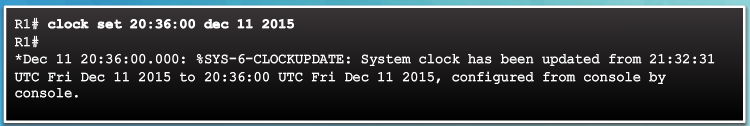 R1# clock set 20:36:00 dec 11 2015
R1#
*Dec 11 20:36:00.000: %SYS-6-CLOCKUPDATE: System clock has been updated from 21:32:31
UTC Fri Dec 11 2015 to 20:36:00 UTC Fri Dec 11 2015, configured from console by
console.